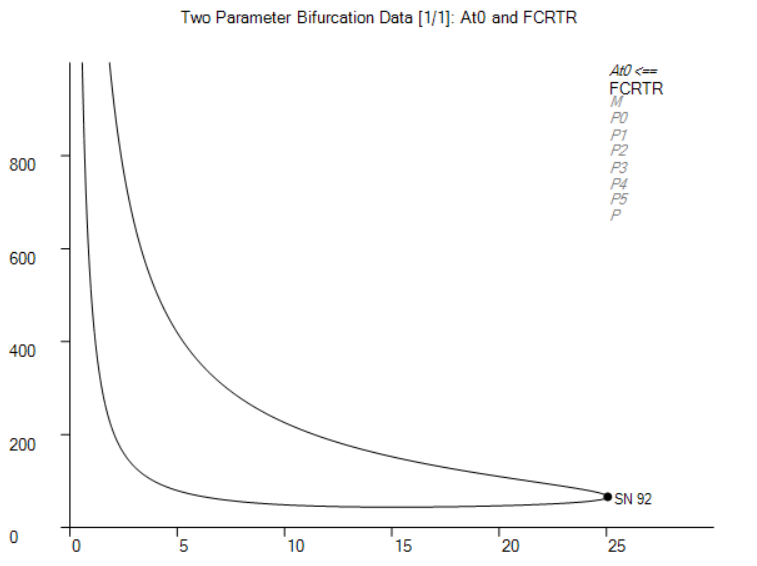 Two Parameter Bifurcation Data [1/1]: At0 and FCRTR
At0 <==
FCRTR
M
P0
P1
P2
P3
P4
P5
P
800
600
400
200
0
SN 92
0 5 10 15 20 25